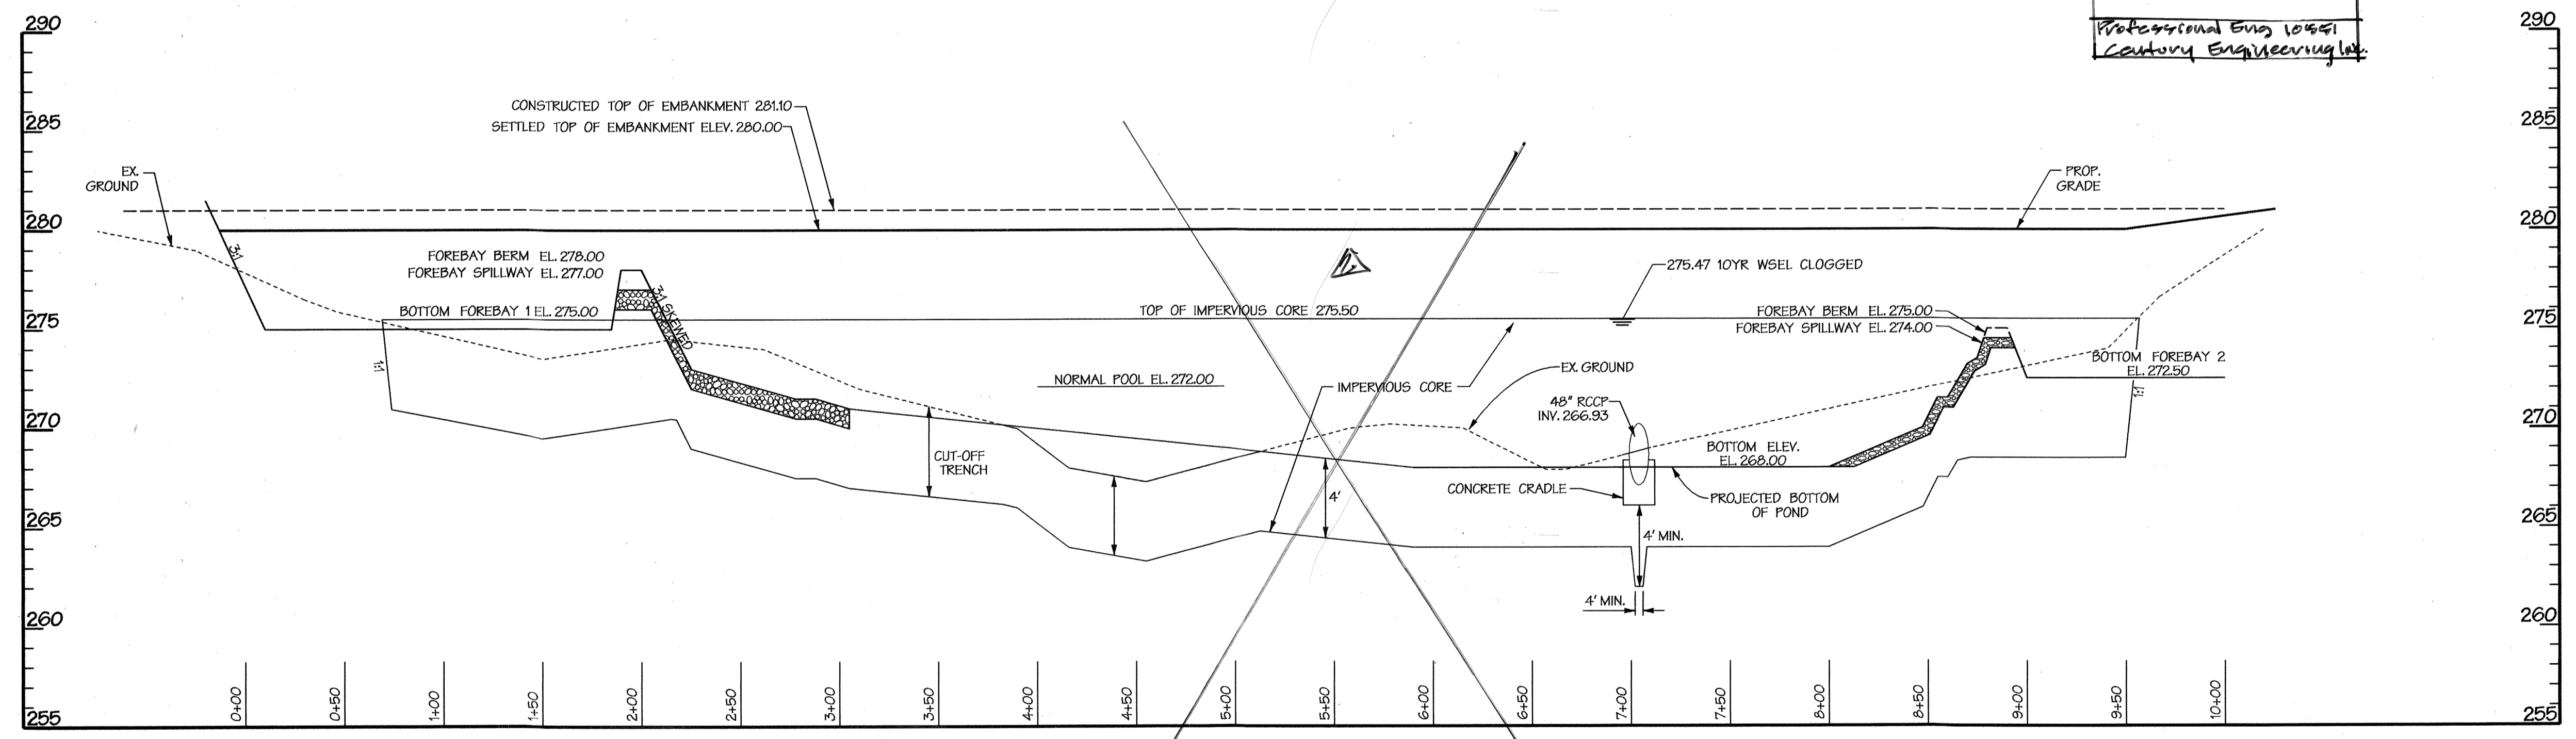 290
290
Professional Eng 10551
Century Engineering Inc.
CONSTRUCTED TOP OF EMBANKMENT 281.10
SETTLED TOP OF EMBANKMENT ELEV. 280.00
285
285
EX.
GROUND
PROP.
GRADE
280
280
3:1
FOREBAY BERM EL. 278.00
FOREBAY SPILLWAY EL. 277.00
275.47 10YR WSEL CLOGGED
3:1 SKEWED
BOTTOM FOREBAY 1 EL. 275.00
TOP OF IMPERVIOUS CORE 275.50
FOREBAY BERM EL. 275.00
FOREBAY SPILLWAY EL. 274.00
275
275
1:1
NORMAL POOL EL. 272.00
IMPERVIOUS CORE
EX. GROUND
BOTTOM FOREBAY 2
EL. 272.50
1:1
48" RCCP
INV. 266.93
270
270
CUT-OFF
TRENCH
BOTTOM ELEV.
EL. 268.00
4'
CONCRETE CRADLE
PROJECTED BOTTOM
OF POND
265
265
4' MIN.
4' MIN.
260
260
0+00
0+50
1+00
1+50
2+00
2+50
3+00
3+50
4+00
4+50
5+00
5+50
6+00
6+50
7+00
7+50
8+00
8+50
9+00
9+50
10+00
255
255